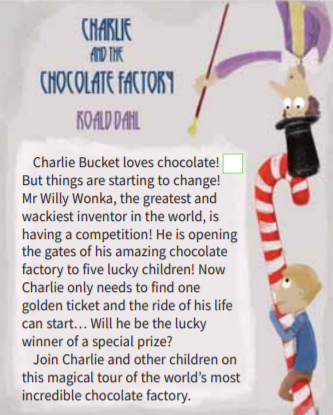 CHARLIE
AND THE
CHOCOLATE FACTORY
ROALD DAHL
Charlie Bucket loves chocolate!
But things are starting to change!
Mr Willy Wonka, the greatest and
wackiest inventor in the world, is
having a competition! He is opening
the gates of his amazing chocolate
factory to five lucky children! Now
Charlie only needs to find one
golden ticket and the ride of his life
can start… Will he be the lucky
winner of a special prize?
Join Charlie and other children on
this magical tour of the world's most
incredible chocolate factory.